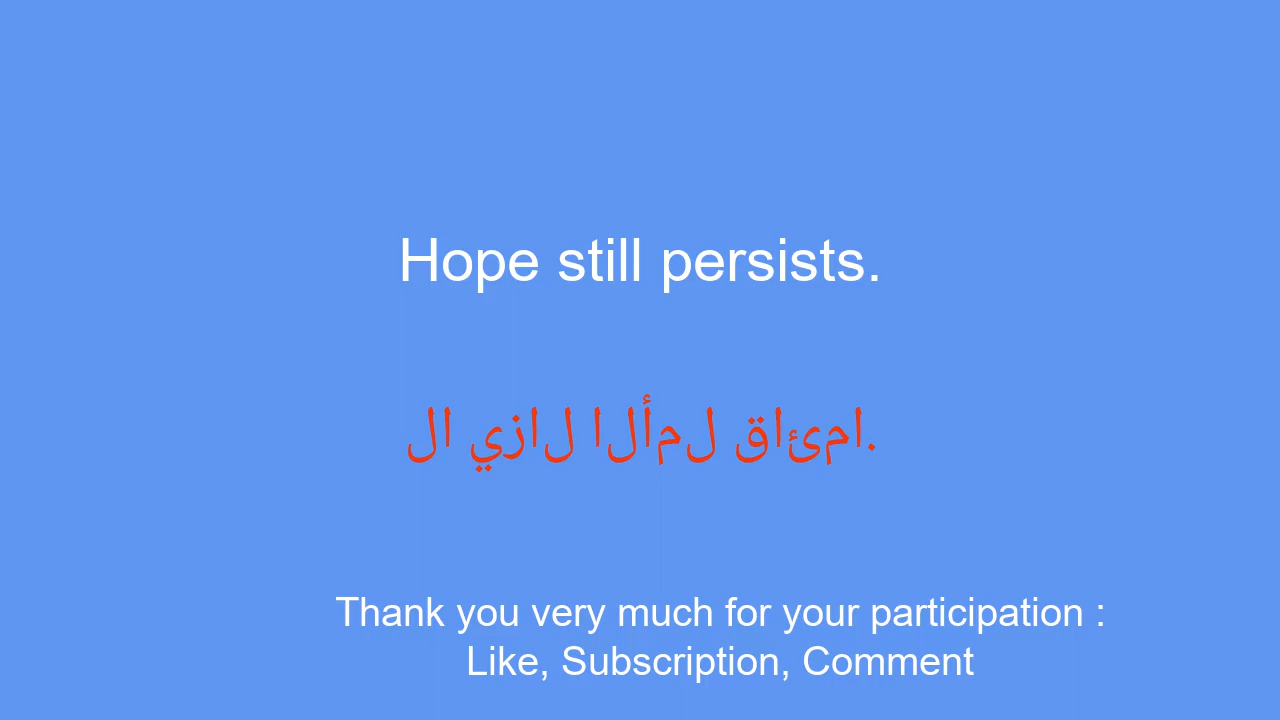 Hope still persists.
لا يزال الأمل قائما.
Thank you very much for your participation :
Like, Subscription, Comment